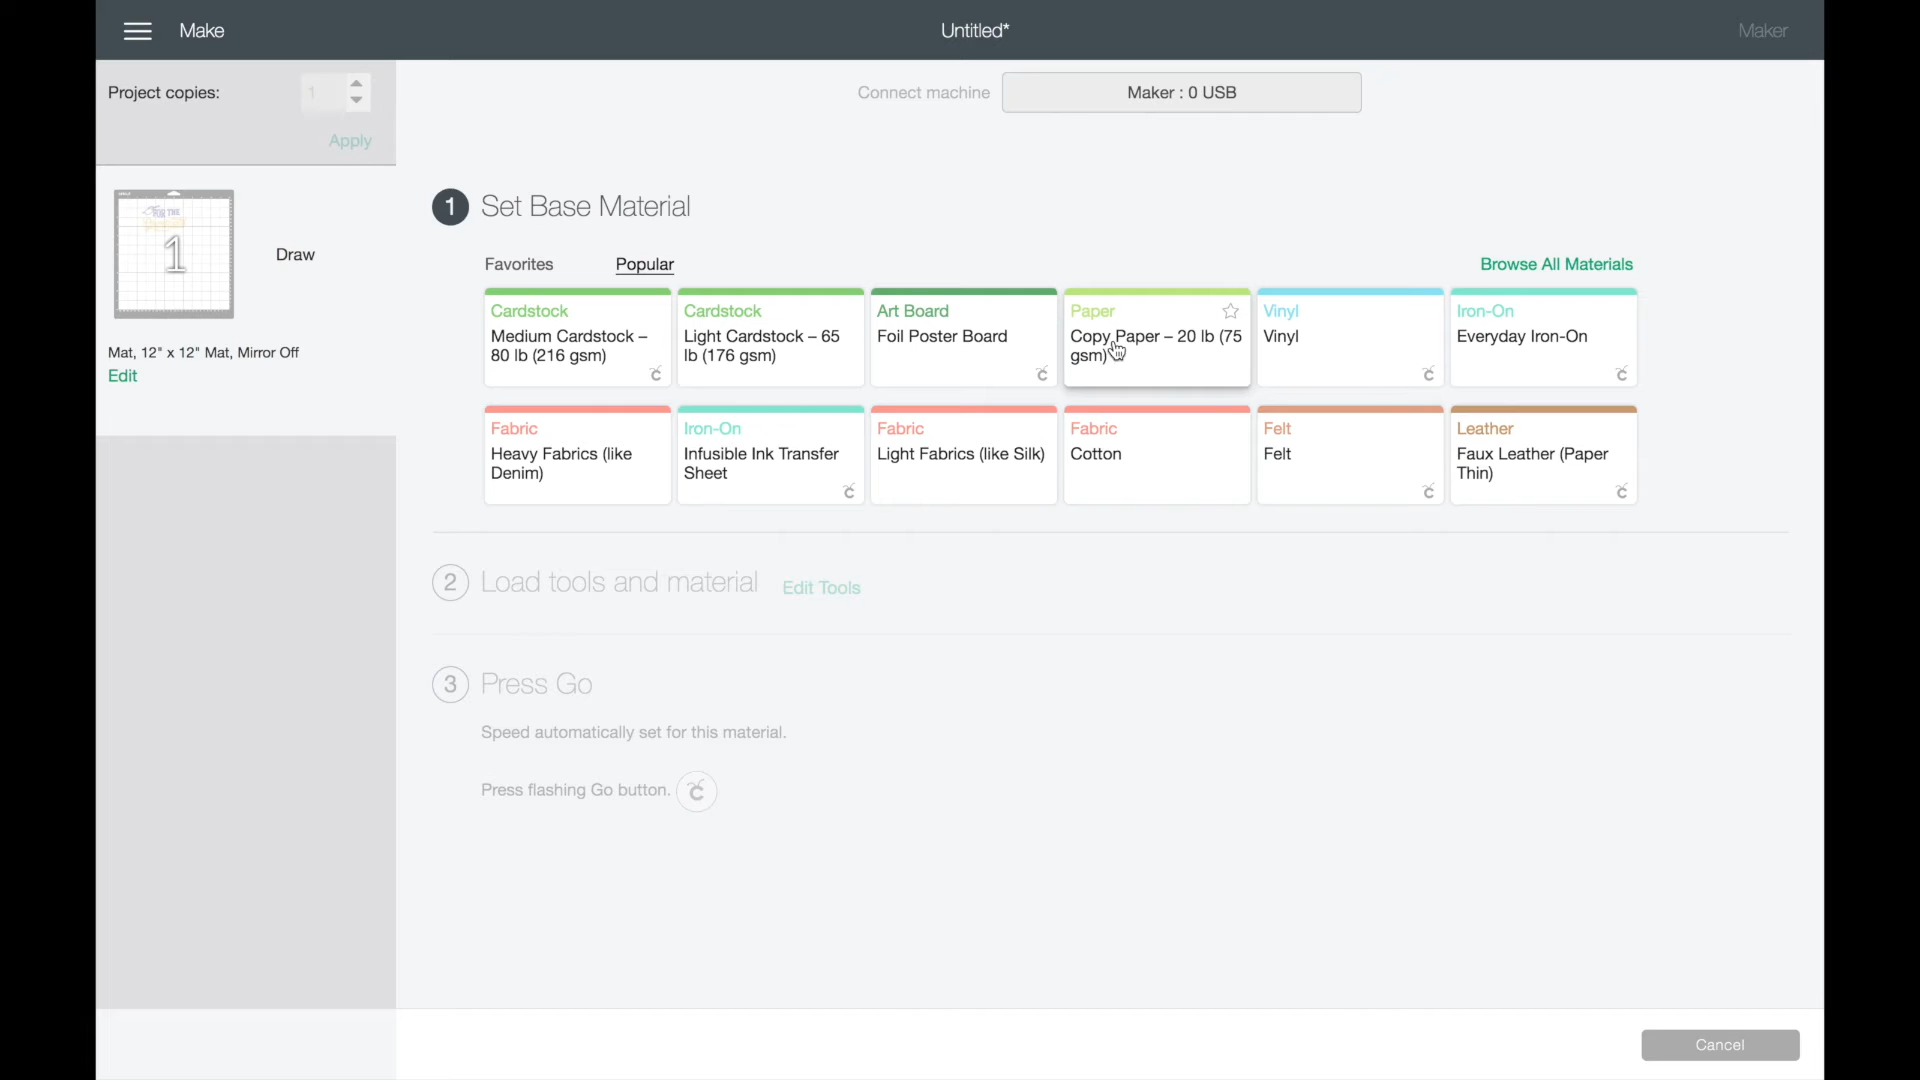 Make
Untitled*
Maker
Project copies:
1
Apply
Connect machine
Maker : 0 USB
FOR THE
1
Draw
Mat, 12" x 12" Mat, Mirror Off
Edit
1 Set Base Material
Favorites
Popular
Browse All Materials
Cardstock
Medium Cardstock –
80 lb (216 gsm)
Cardstock
Light Cardstock – 65
lb (176 gsm)
Art Board
Foil Poster Board
Paper
Copy Paper – 20 lb (75
gsm)
Vinyl
Vinyl
Iron-On
Everyday Iron-On
Fabric
Heavy Fabrics (like
Denim)
Iron-On
Infusible Ink Transfer
Sheet
Fabric
Light Fabrics (like Silk)
Fabric
Cotton
Felt
Felt
Leather
Faux Leather (Paper
Thin)
2 Load tools and material
Edit Tools
3 Press Go
Speed automatically set for this material.
Press flashing Go button.
Cancel